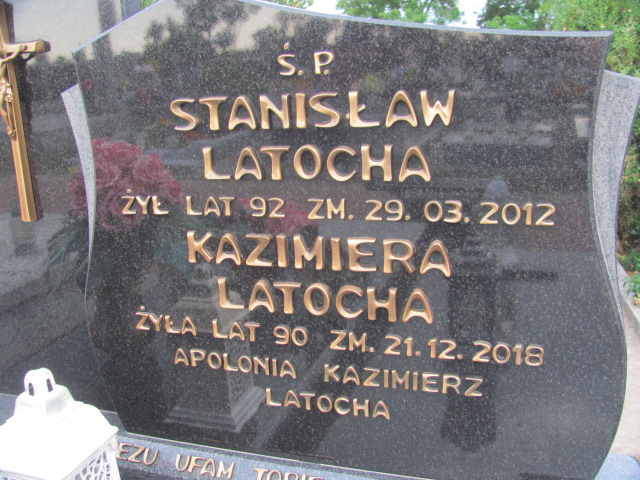 Ś. P.
STANISŁAW
LATOCHA
ŻYŁ LAT 92 ZM. 29. 03. 2012
KAZIMIERA
LATOCHA
ŻYŁA LAT 90 ZM. 21. 12. 2018
APOLONIA KAZIMIERZ
LATOCHA
UFAM